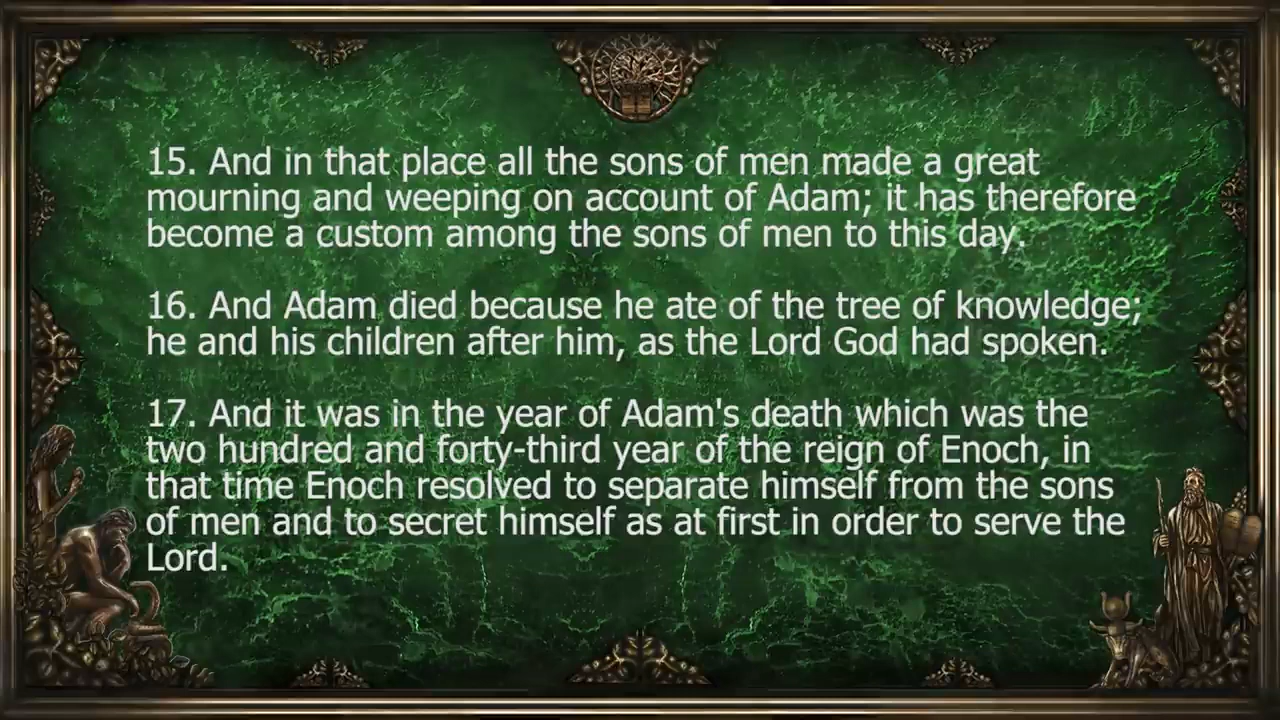 15. And in that place all the sons of men made a great
mourning and weeping on account of Adam; it has therefore
become a custom among the sons of men to this day.
16. And Adam died because he ate of the tree of knowledge;
he and his children after him, as the Lord God had spoken.
17. And it was in the year of Adam's death which was the
two hundred and forty-third year of the reign of Enoch, in
that time Enoch resolved to separate himself from the sons
of men and to secret himself as at first in order to serve the
Lord.